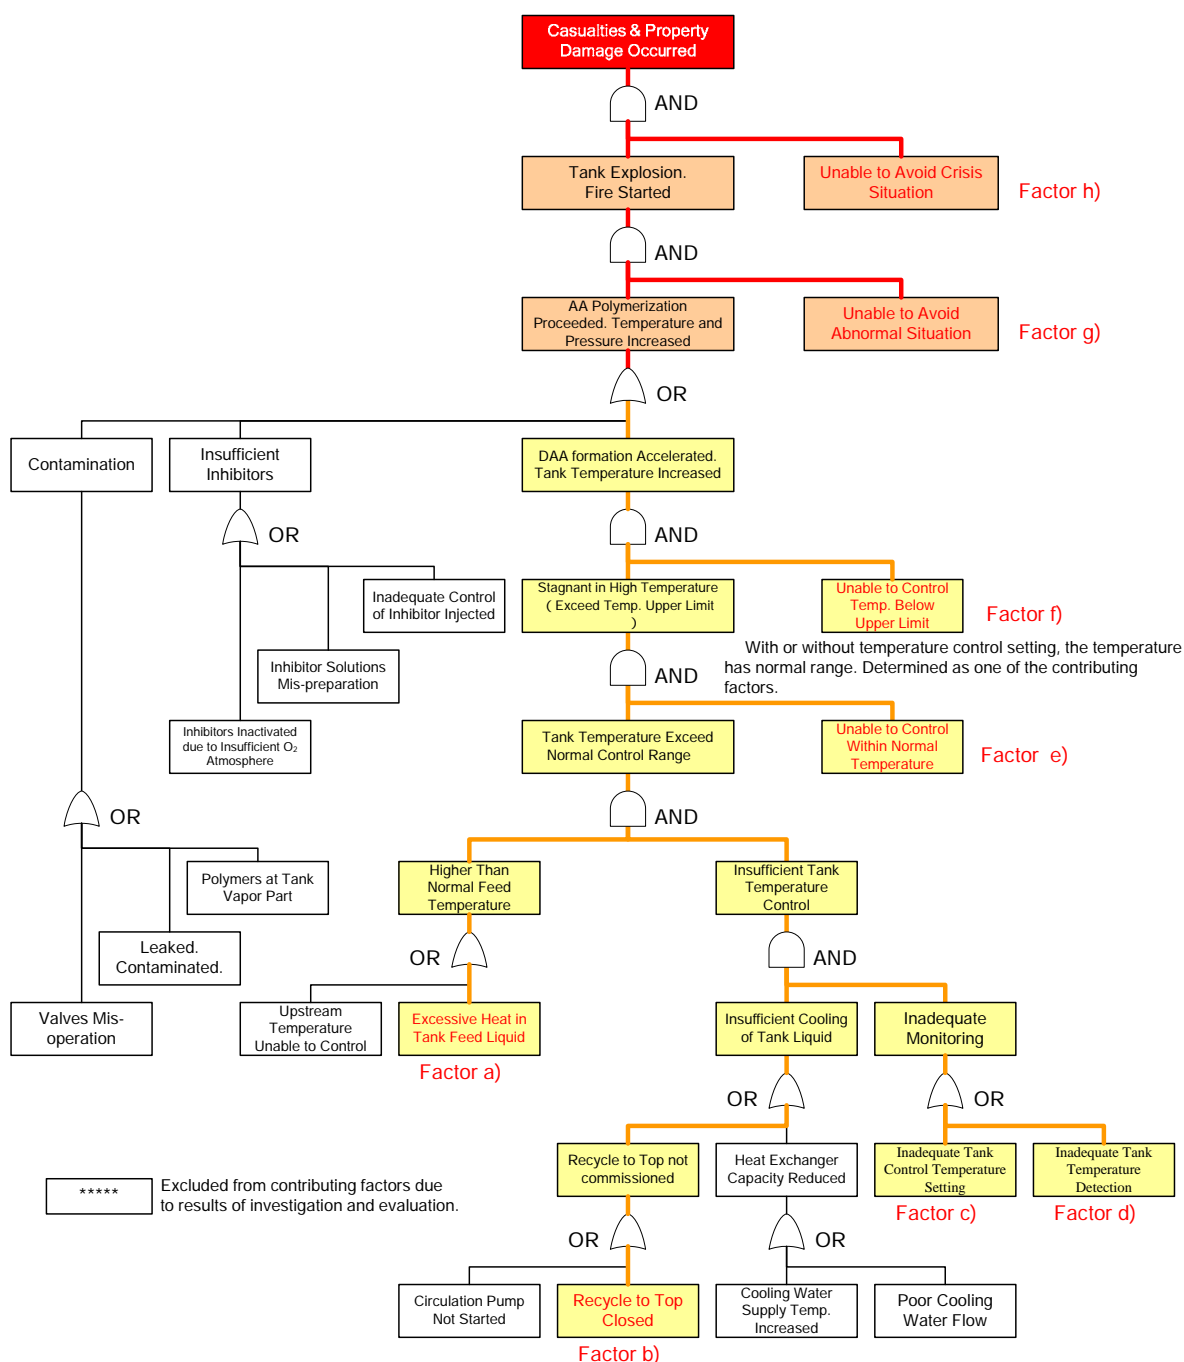 Casualties & Property
Damage Occurred
AND
Tank Explosion.
Fire Started
Unable to Avoid Crisis
Situation
Factor h)
AND
AA Polymerization
Proceeded. Temperature and
Pressure Increased
Unable to Avoid
Abnormal Situation
Factor g)
OR
Contamination
Insufficient
Inhibitors
DAA formation Accelerated.
Tank Temperature Increased
OR
AND
Inadequate Control
of Inhibitor Injected
Stagnant in High Temperature
( Exceed Temp. Upper Limit
)
Unable to Control
Temp. Below
Upper Limit
Factor f)
With or without temperature control setting, the temperature
has normal range. Determined as one of the contributing
factors.
Inhibitor Solutions
Mis-preparation
AND
Inhibitors Inactivated
due to Insufficient O₂
Atmosphere
Tank Temperature Exceed
Normal Control Range
Unable to Control
Within Normal
Temperature
Factor e)
OR
AND
Polymers at Tank
Vapor Part
Higher Than
Normal Feed
Temperature
Insufficient Tank
Temperature
Control
Leaked.
Contaminated.
OR
AND
Valves Mis-
operation
Upstream
Temperature
Unable to Control
Excessive Heat in
Tank Feed Liquid
Factor a)
Insufficient Cooling
of Tank Liquid
Inadequate
Monitoring
OR
OR
Recycle to Top not
commissioned
Heat Exchanger
Capacity Reduced
Inadequate Tank
Control Temperature
Setting
Factor c)
Inadequate Tank
Temperature
Detection
Factor d)
*****
Excluded from contributing factors due
to results of investigation and evaluation.
OR
OR
Circulation Pump
Not Started
Recycle to Top
Closed
Factor b)
Cooling Water
Supply Temp.
Increased
Poor Cooling
Water Flow